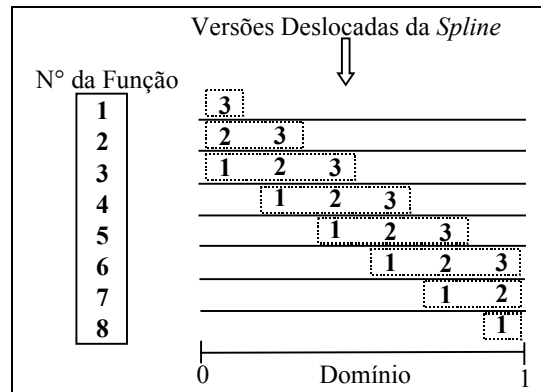 Versões Deslocadas da Spline
N° da Função
1 3
2 2 3
3 1 2 3
4 1 2 3
5 1 2 3
6 1 2 3
7 1 2
8 1
0 Domínio 1